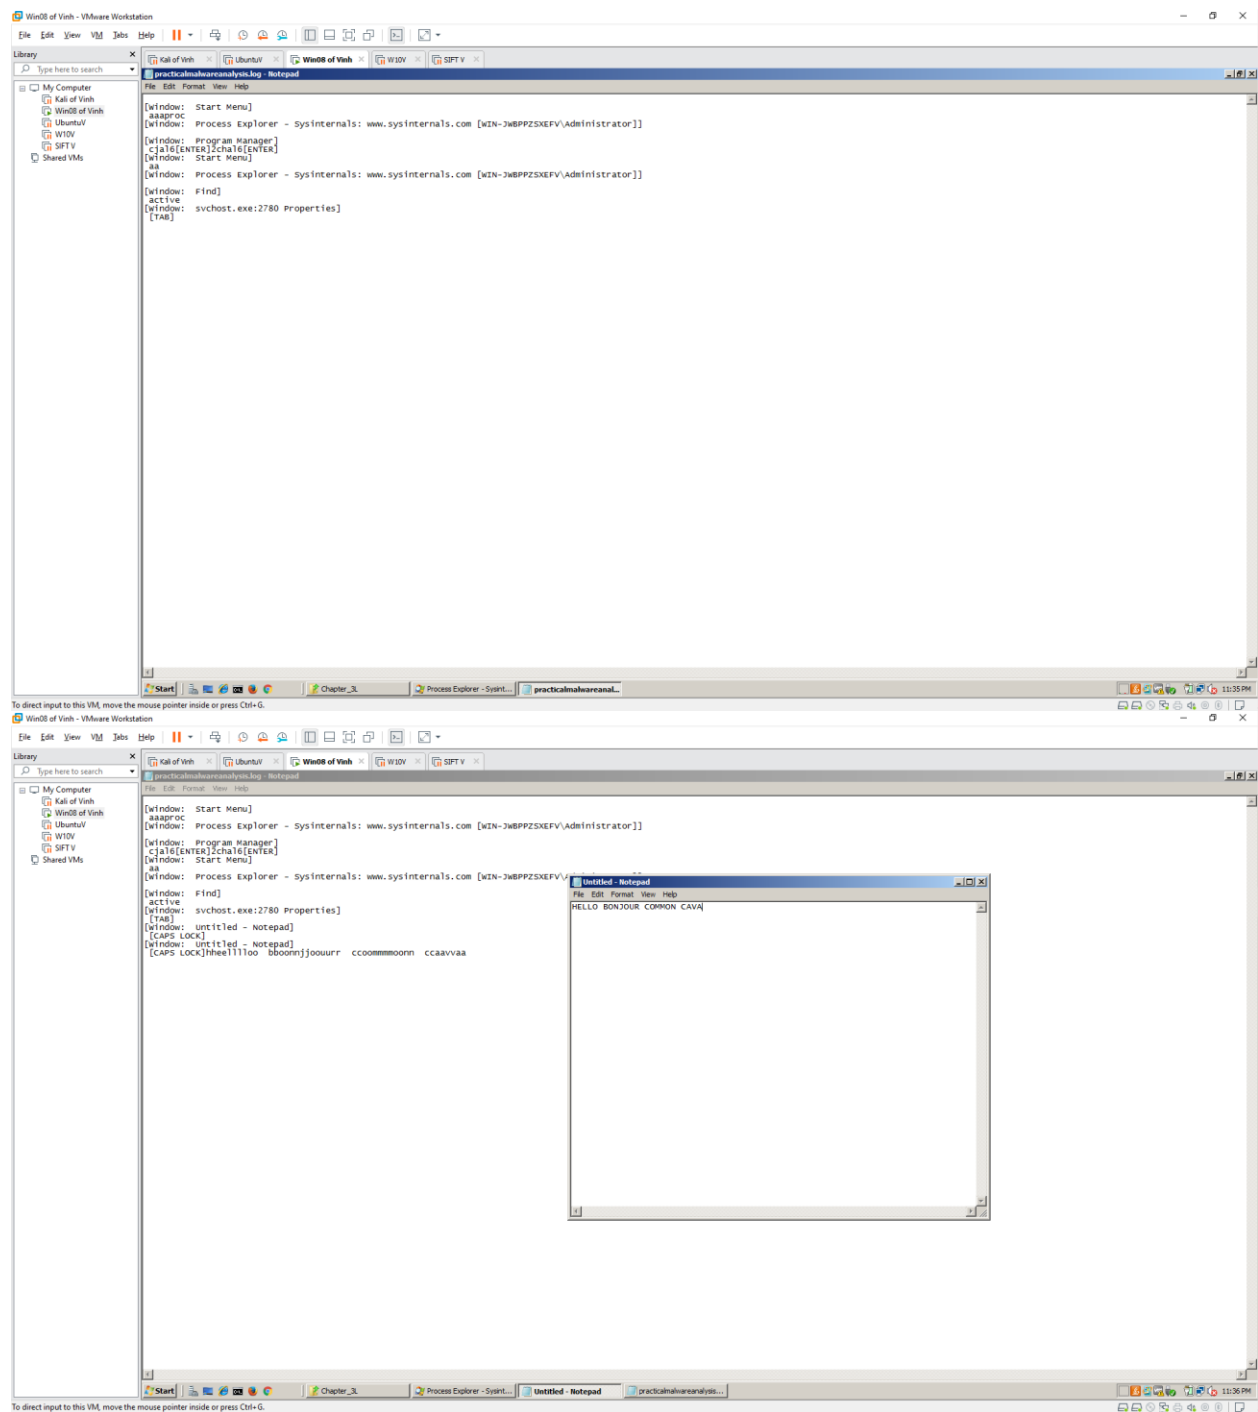 Win08 of Vinh - VMware Workstation
File Edit View VM Tabs Help
Library
Kali of Vinh UbuntuV Win08 of Vinh W10V SIFT V
Type here to search
practicalmalwareanalysis.log - Notepad
My Computer
File Edit Format View Help
Kali of Vinh
Win08 of Vinh
UbuntuV
W10V
SIFT V
Shared VMs
[Window: Start Menu]
aaaproc
[Window: Process Explorer - Sysinternals: www.sysinternals.com [WIN-JWBPPZSXEFV\Administrator]]
[Window: Program Manager]
cjal6[ENTER]2chal6[ENTER]
[Window: Start Menu]
aa
[Window: Process Explorer - Sysinternals: www.sysinternals.com [WIN-JWBPPZSXEFV\Administrator]]
[Window: Find]
active
[Window: svchost.exe:2780 Properties]
[TAB]
Start Chapter_3L Process Explorer - Sysint... practicalmalwareanal... 11:35 PM
To direct input to this VM, move the mouse pointer inside or press Ctrl+G.
Win08 of Vinh - VMware Workstation
File Edit View VM Tabs Help
Library
Kali of Vinh UbuntuV Win08 of Vinh W10V SIFT V
Type here to search
practicalmalwareanalysis.log - Notepad
My Computer
File Edit Format View Help
Kali of Vinh
Win08 of Vinh
UbuntuV
W10V
SIFT V
Shared VMs
[Window: Start Menu]
aaaproc
[Window: Process Explorer - Sysinternals: www.sysinternals.com [WIN-JWBPPZSXEFV\Administrator]]
[Window: Program Manager]
cjal6[ENTER]2chal6[ENTER]
[Window: Start Menu]
aa
[Window: Process Explorer - Sysinternals: www.sysinternals.com [WIN-JWBPPZSXEFV\
[Window: Find]
active
[Window: svchost.exe:2780 Properties]
[TAB]
[Window: Untitled - Notepad]
[CAPS LOCK]
[Window: Untitled - Notepad]
[CAPS LOCK]hheelllloo bboonnjjoouurr ccoommmmoonn ccaavvaa
Untitled - Notepad
File Edit Format View Help
HELLO BONJOUR COMMON CAVA
Start Chapter_3L Process Explorer - Sysint... Untitled - Notepad practicalmalwareanalysis... 11:36 PM
To direct input to this VM, move the mouse pointer inside or press Ctrl+G.